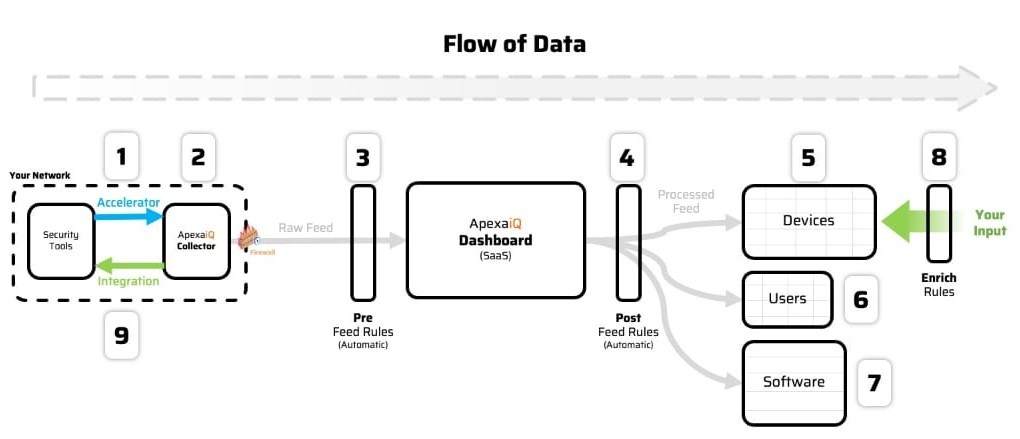 Flow of Data
1
2
3
4
5
8
Your Network
Accelerator
Security
Tools
ApexaiQ
Collector
Integration
9
Firewall
Raw Feed
Pre
Feed Rules
(Automatic)
ApexaiQ
Dashboard
(SaaS)
Post
Feed Rules
(Automatic)
Processed
Feed
Devices
Users
6
Software
7
Your
Input
Enrich
Rules